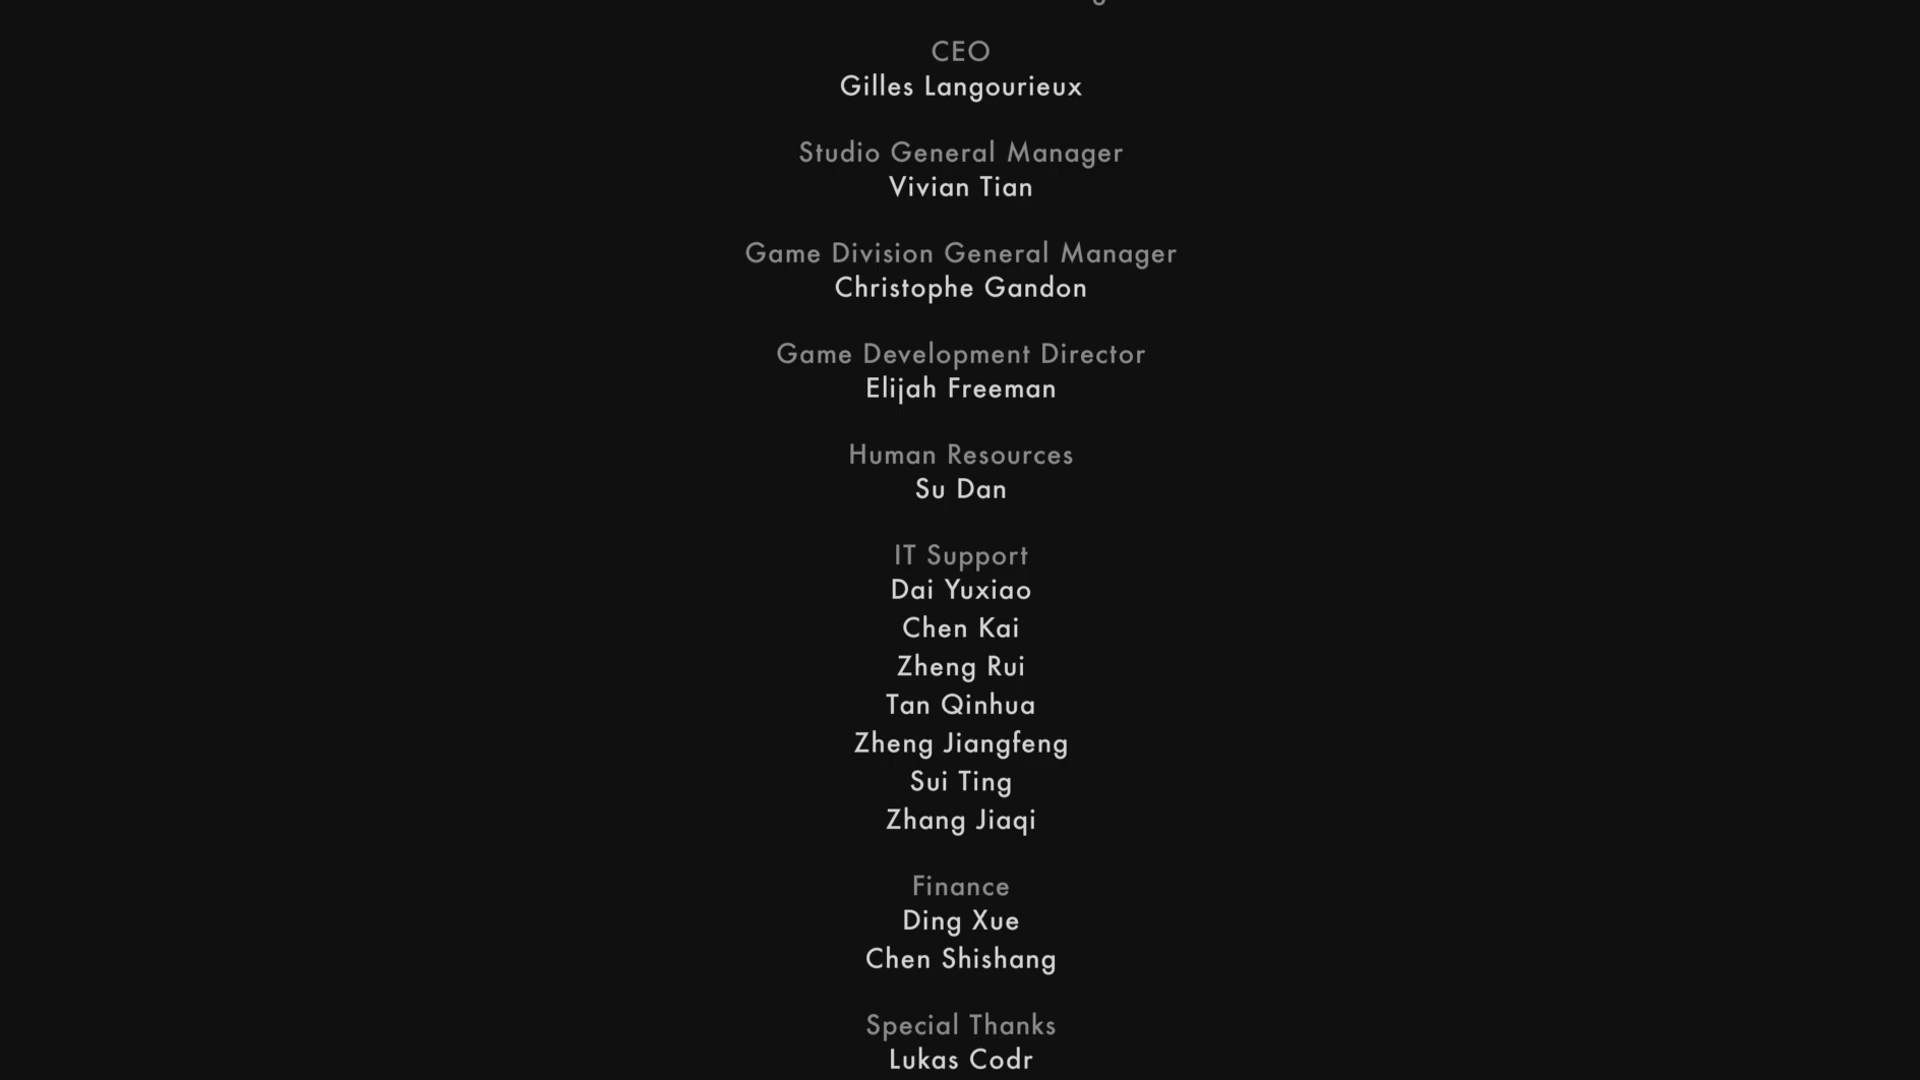 CEO
Gilles Langourieux
Studio General Manager
Vivian Tian
Game Division General Manager
Christophe Gandon
Game Development Director
Elijah Freeman
Human Resources
Su Dan
IT Support
Dai Yuxiao
Chen Kai
Zheng Rui
Tan Qinhua
Zheng Jiangfeng
Sui Ting
Zhang Jiaqi
Finance
Ding Xue
Chen Shishang
Special Thanks
Lukas Codr